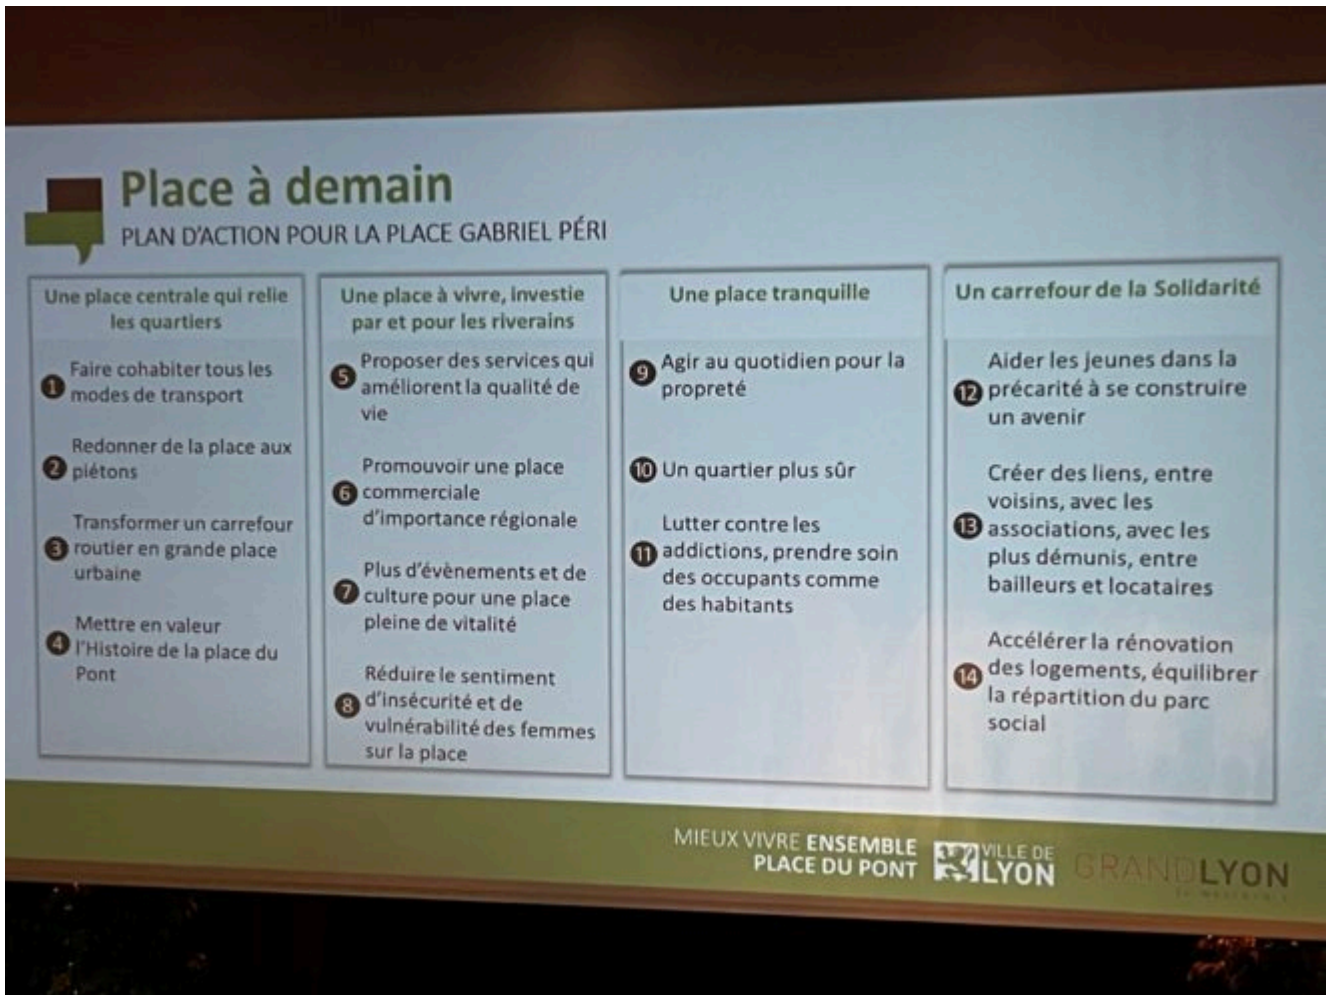 Place à demain
PLAN D'ACTION POUR LA PLACE GABRIEL PÉRI
Une place centrale qui relie
les quartiers
1 Faire cohabiter tous les
modes de transport
2 Redonner de la place aux
piétons
3 Transformer un carrefour
routier en grande place
urbaine
4 Mettre en valeur
l'Histoire de la place du
Pont
Une place à vivre, investie
par et pour les riverains
5 Proposer des services qui
améliorent la qualité de
vie
6 Promouvoir une place
commerciale
d'importance régionale
7 Plus d'évènements et de
culture pour une place
pleine de vitalité
8 Réduire le sentiment
d'insécurité et de
vulnérabilité des femmes
sur la place
Une place tranquille
9 Agir au quotidien pour la
propreté
10 Un quartier plus sûr
11 Lutter contre les
addictions, prendre soin
des occupants comme
des habitants
Un carrefour de la Solidarité
12 Aider les jeunes dans la
précarité à se construire
un avenir
13 Créer des liens, entre
voisins, avec les
associations, avec les
plus démunis, entre
bailleurs et locataires
14 Accélérer la rénovation
des logements, équilibrer
la répartition du parc
social
MIEUX VIVRE ENSEMBLE
PLACE DU PONT
VILLE DE
LYON
GRANDLYON